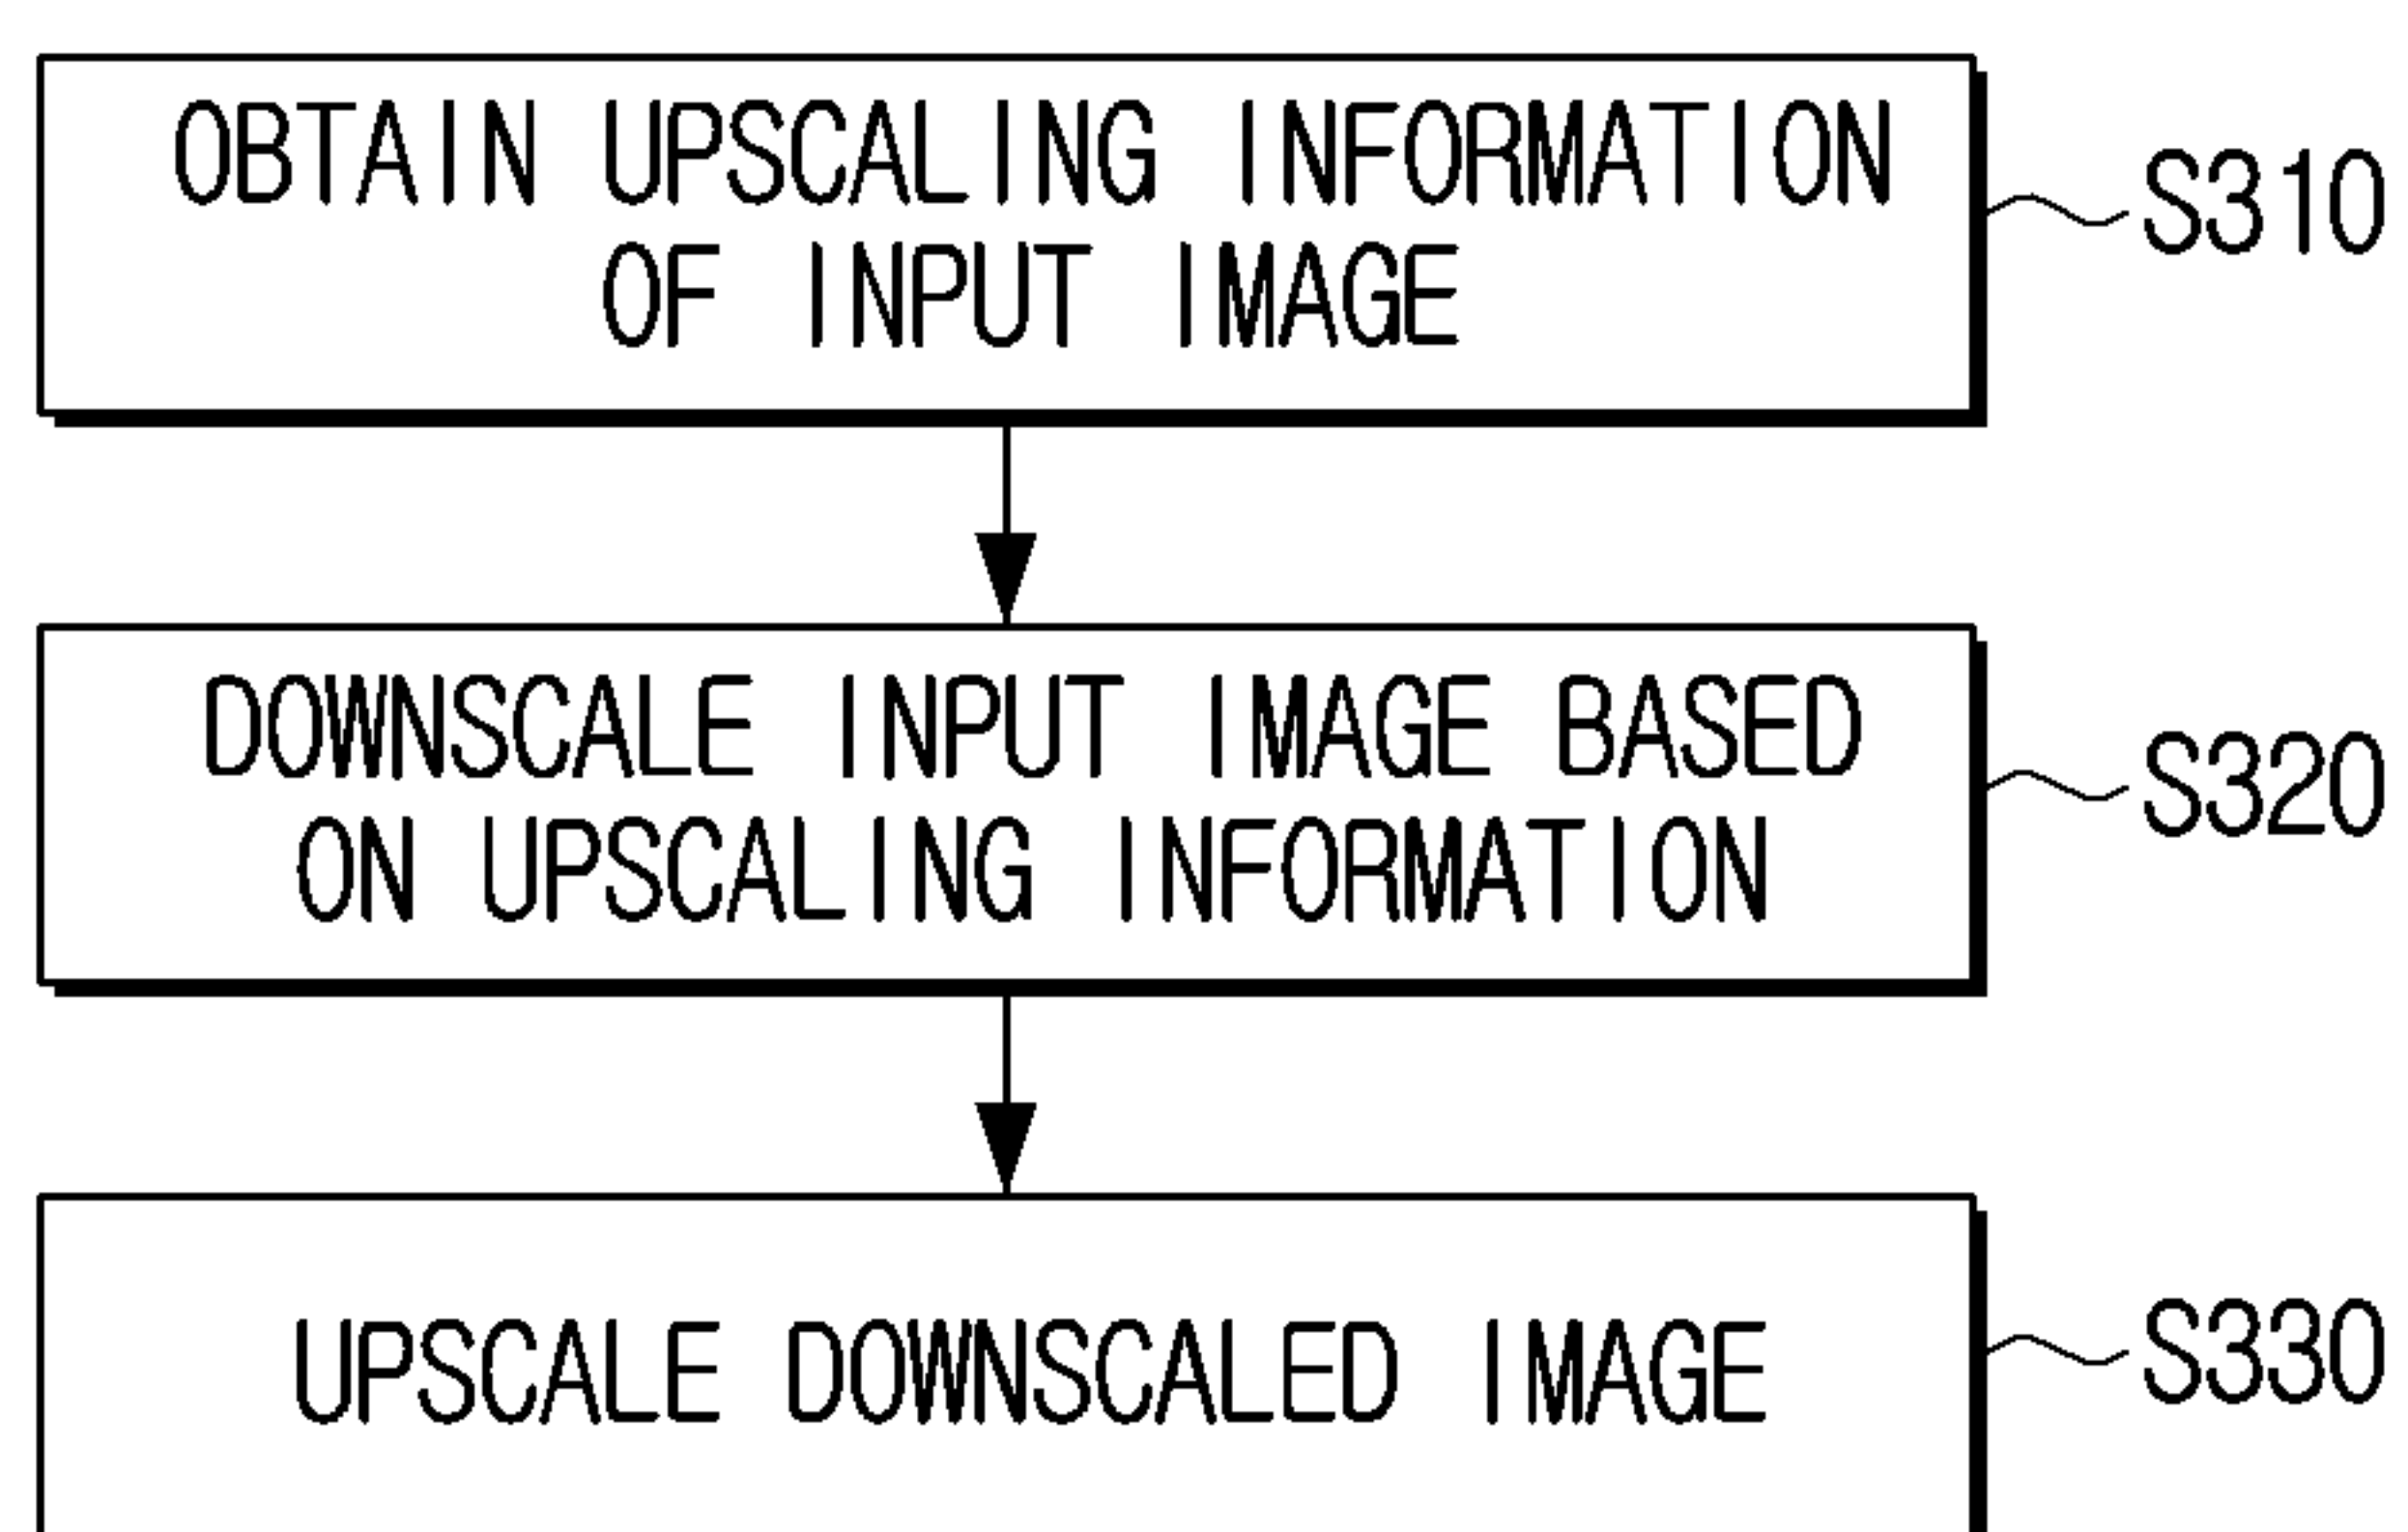 OBTAIN UPSCALING INFORMATION
OF INPUT IMAGE
S310
DOWNSCALE INPUT IMAGE BASED
ON UPSCALING INFORMATION
S320
UPSCALE DOWNSCALED IMAGE
S330